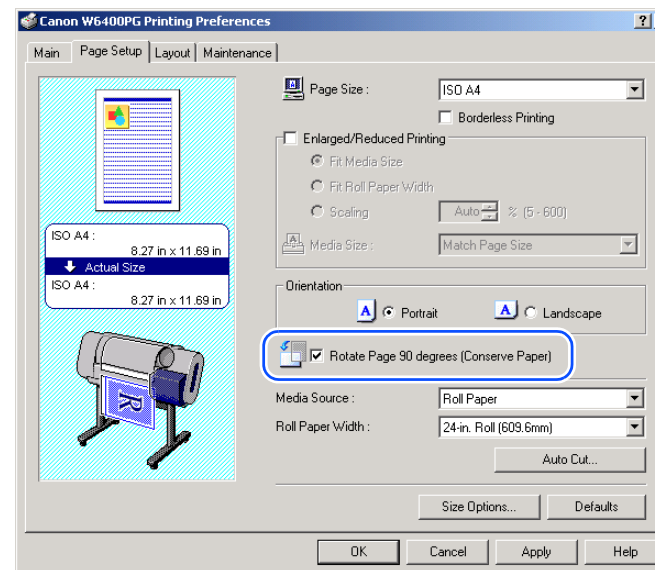 Canon W6400PG Printing Preferences
Main Page Setup Layout Maintenance
Page Size : ISO A4
Borderless Printing
Enlarged/Reduced Printing
Fit Media Size
Fit Roll Paper Width
Scaling Auto % (5 - 600)
Media Size : Match Page Size
ISO A4 :
8.27 in x 11.69 in
Actual Size
ISO A4 :
8.27 in x 11.69 in
Orientation
A Portrait A Landscape
Rotate Page 90 degrees (Conserve Paper)
R
Media Source : Roll Paper
Roll Paper Width : 24-in. Roll (609.6mm)
Auto Cut...
Size Options... Defaults
OK Cancel Apply Help